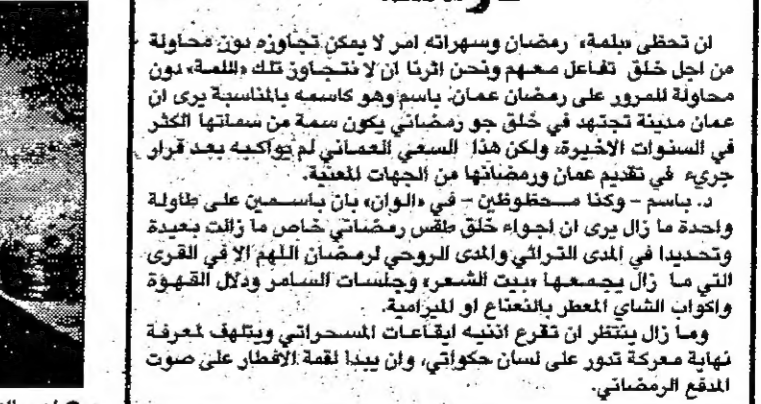 ان تحظى «بلمة» رمضان وسهراته امر لا يمكن تجاوزه دون محاولة
من اجل خلق تفاعل معهم ونحن اثرنا ان لا نتجاوز تلك «اللمة» دون
محاولة للمرور على رمضان عمان. باسم وهو كاسمه بالمناسبة يرى ان
عمان مدينة تجتهد في خلق جو رمضاني يكون سمة من سماتها اكثر
في السنوات الاخيرة، ولكن هذا السعي العماني لم يواكبه بعد قرار
جريء في تقديم عمان ورمضانها من الجهات المعنية.
د. باسم - وكنا محظوظين - في «الوان» بان باسمين على طاولة
واحدة ما زال يرى ان اجواء خلق طقس رمضاني خاص ما زالت بعيدة
وتحديدا في المدى التراثي والمدى الروحي لرمضان اللهم الا في القرى
التي ما زال يجمعها «بيت الشعر» وجلسات السامر ودلال القهوة
واكواب الشاي المعطر بالنعناع او الميرامية.
وما زال ينتظر ان تقرع اذنيه ايقاعات المسحراتي ويتلهف لمعرفة
نهاية معركة تدور على لسان حكواتي، وان يبدا لقمة الافطار على صوت
المدفع الرمضاني.